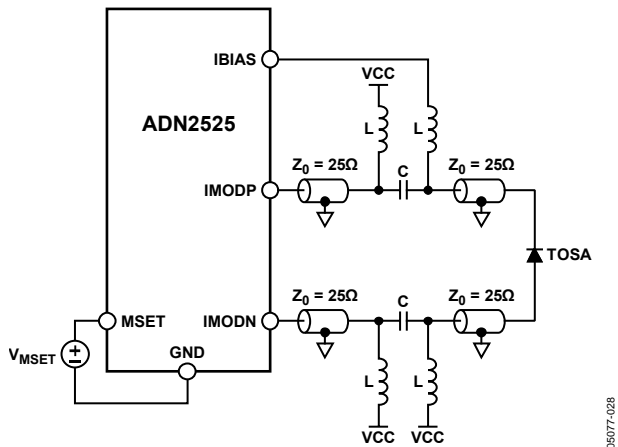 IBIAS
VCC
ADN2525
L
L
Z0 = 25Ω
C
Z0 = 25Ω
IMODP
TOSA
Z0 = 25Ω
C
Z0 = 25Ω
MSET
IMODN
VMSET
GND
L
L
VCC
VCC
05077-028